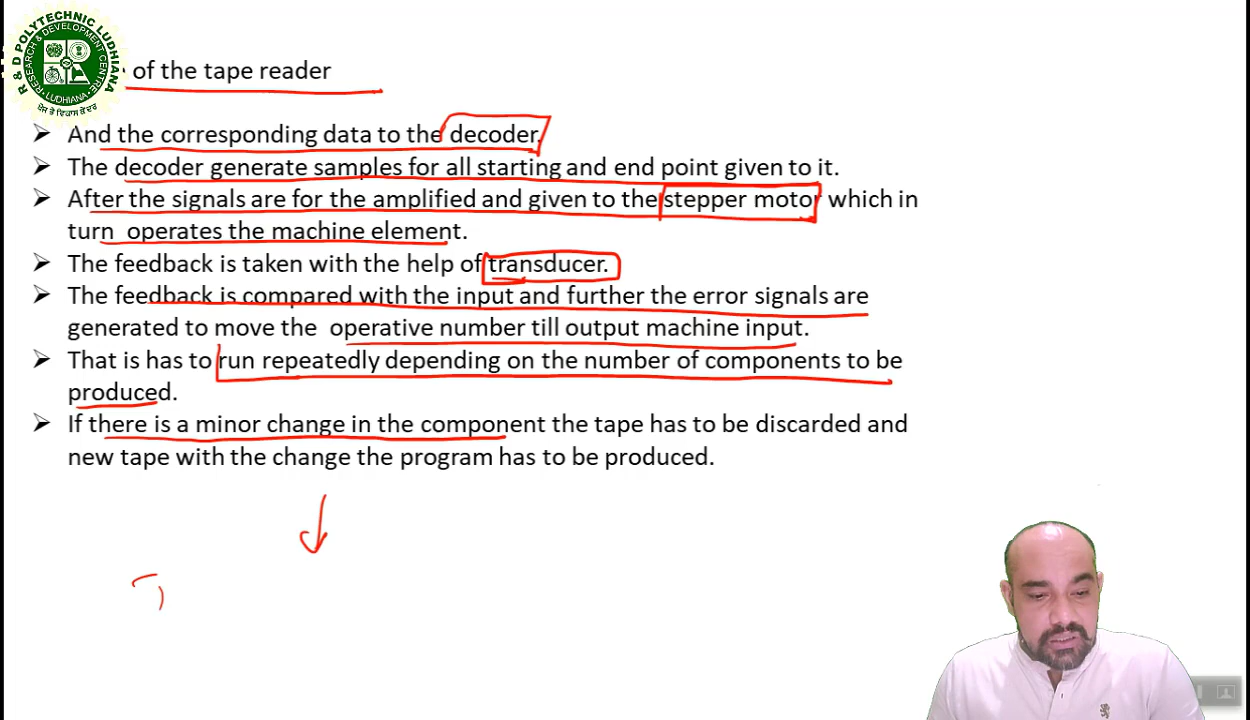 R & D POLYTECHNIC LUDHIANA
RESEARCH & DEVELOPMENT CENTRE
LUDHIANA
of the tape reader
➢ And the corresponding data to the decoder.
➢ The decoder generate samples for all starting and end point given to it.
➢ After the signals are for the amplified and given to the stepper motor which in
turn operates the machine element.
➢ The feedback is taken with the help of transducer.
➢ The feedback is compared with the input and further the error signals are
generated to move the operative number till output machine input.
➢ That is has to run repeatedly depending on the number of components to be
produced.
➢ If there is a minor change in the component the tape has to be discarded and
new tape with the change the program has to be produced.